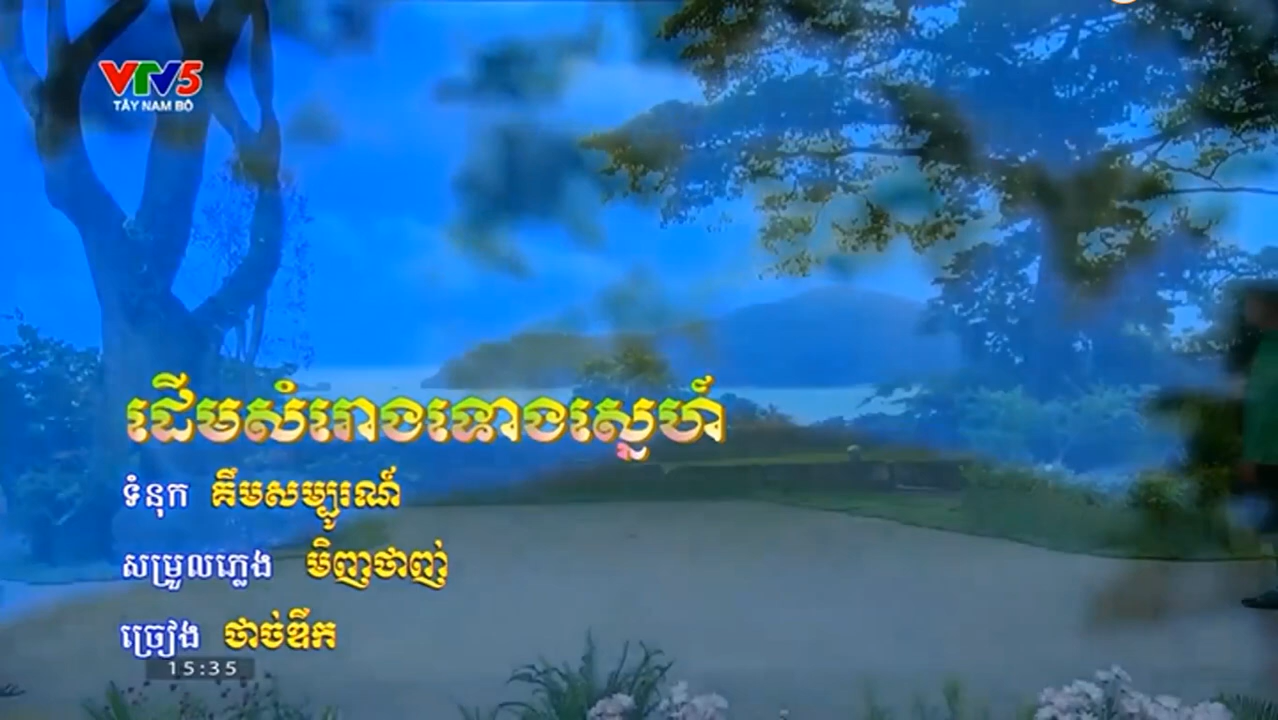 VTV5
TÂY NAM BỘ
ដើមសំរោងទោងស្នេហ៍
ទំនុក គឹមសម្បូរណ៍
សម្រួលភ្លេង មិញថាញ់
ច្រៀង ថាច់ឌឹក
15:35